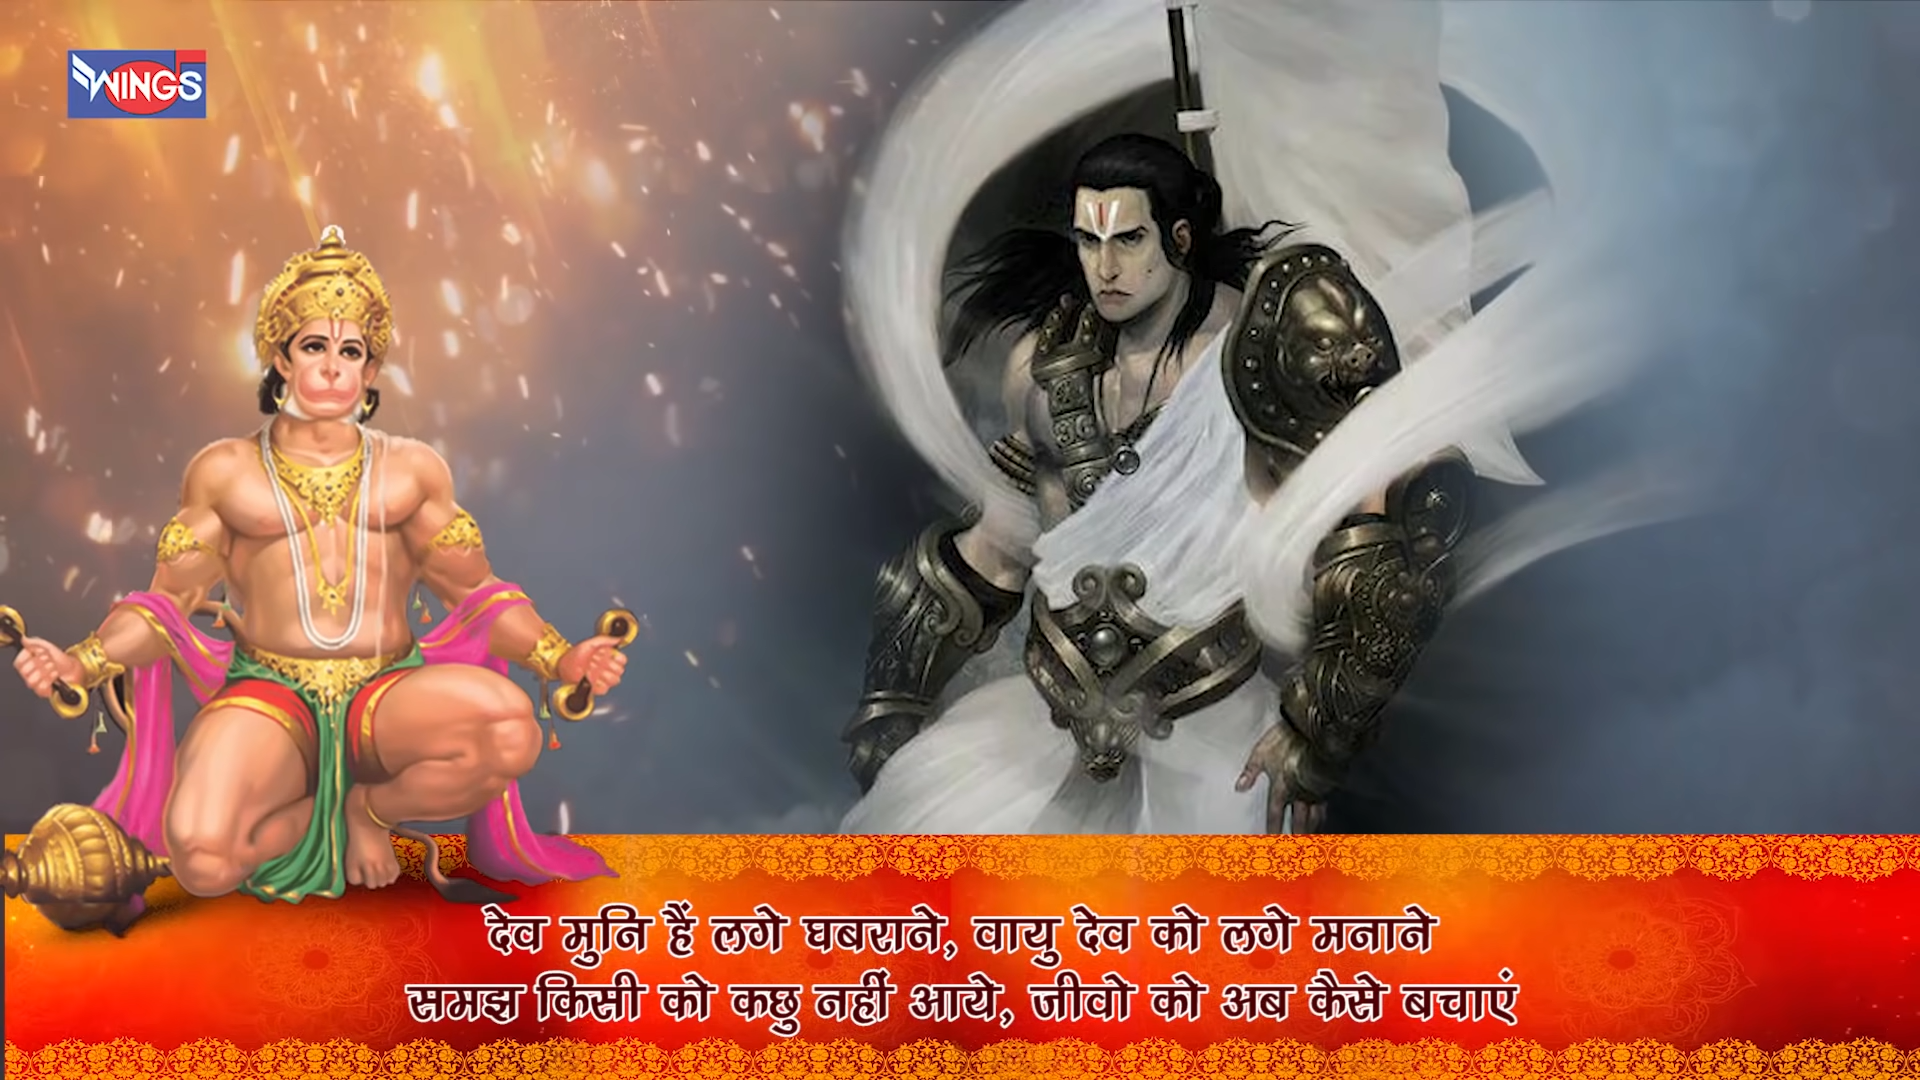 WINGS
देव मुनि हैं लगे घबराने, वायु देव को लगे मनाने
समझ किसी को कछु नहीं आये, जीवो को अब कैसे बचाएं